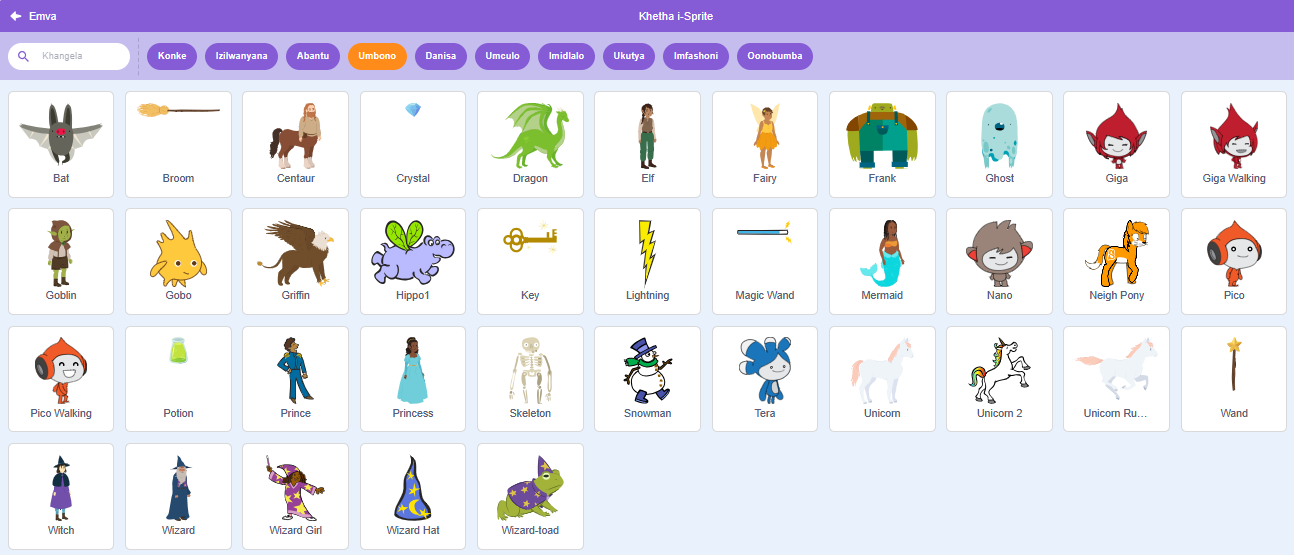 Emva
Khetha i-Sprite
Khangela
Konke
Izilwanyana
Abantu
Umbono
Danisa
Umculo
Imidlalo
Ukutya
Imfashoni
Oonobumba
Bat
Broom
Centaur
Crystal
Dragon
Elf
Fairy
Frank
Ghost
Giga
Giga Walking
Goblin
Gobo
Griffin
Hippo1
Key
Lightning
Magic Wand
Mermaid
Nano
Neigh Pony
Pico
Pico Walking
Potion
Prince
Princess
Skeleton
Snowman
Tera
Unicorn
Unicorn 2
Unicorn Ru...
Wand
Witch
Wizard
Wizard Girl
Wizard Hat
Wizard-toad